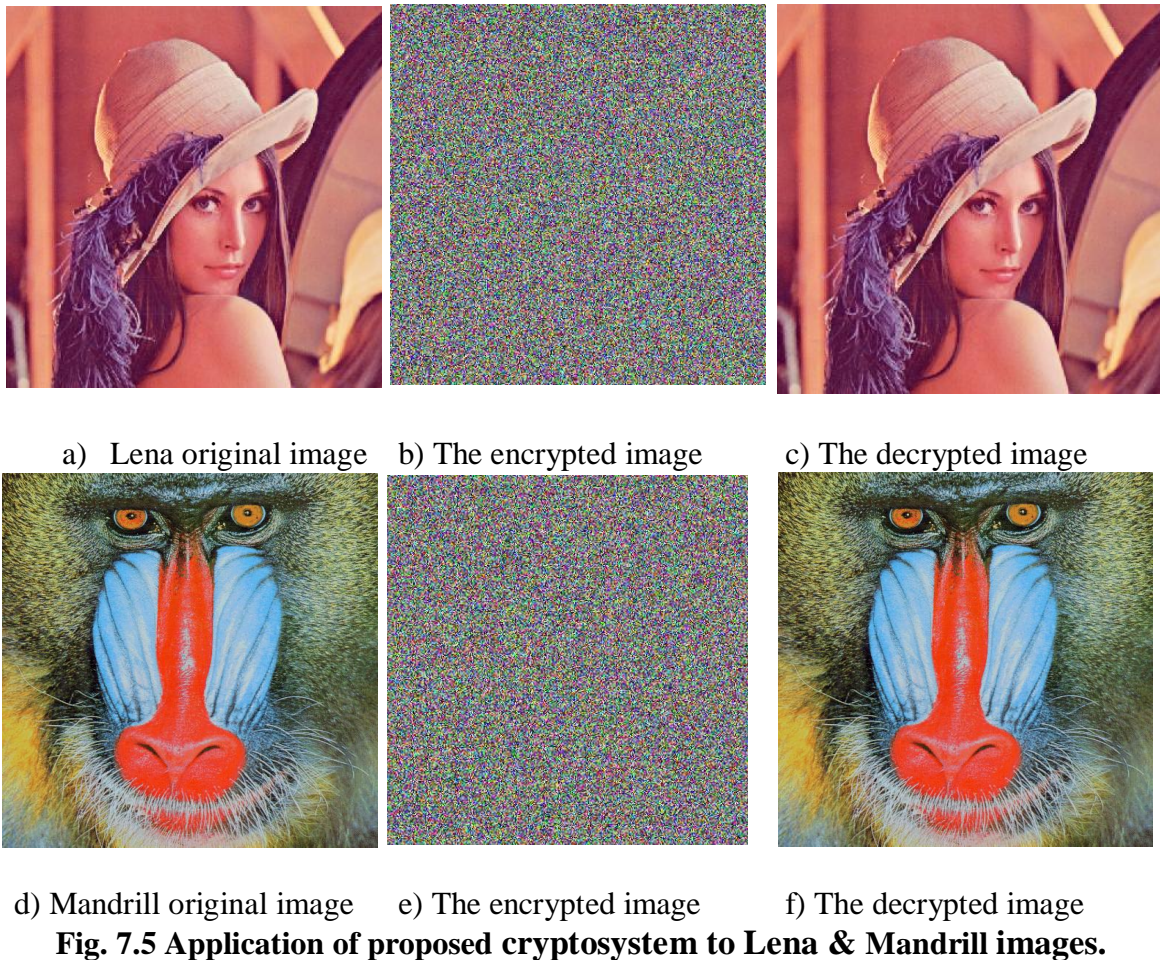 a) Lena original image b) The encrypted image c) The decrypted image
d) Mandrill original image e) The encrypted image f) The decrypted image
Fig. 7.5 Application of proposed cryptosystem to Lena & Mandrill images.